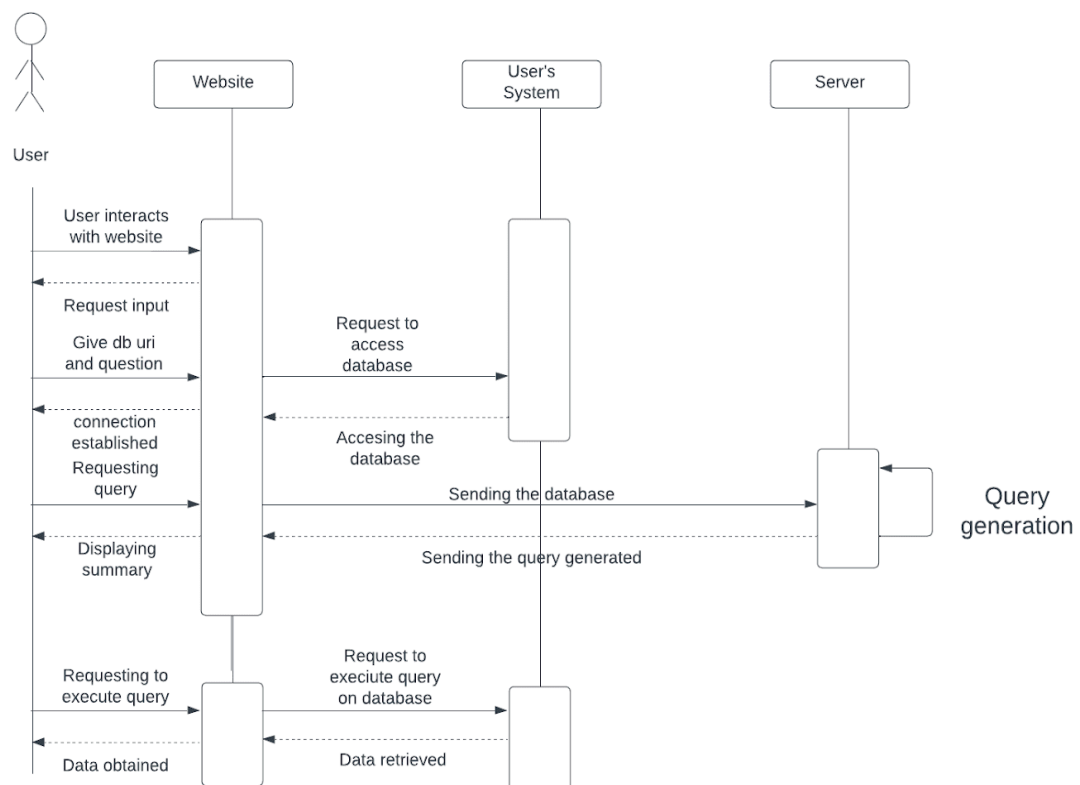 Website
User's
System
Server
User
User interacts
with website
Request input
Give db uri
and question
Request to
access
database
connection
established
Accesing the
database
Requesting
query
Sending the database
Query
generation
Displaying
summary
Sending the query generated
Requesting to
execute query
Request to
execiute query
on database
Data obtained
Data retrieved